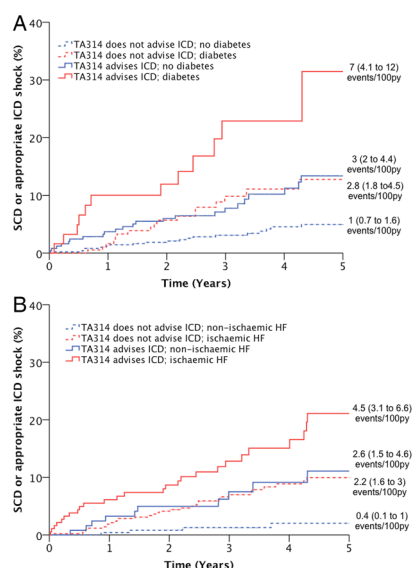 A
SCD or appropriate ICD shock (%)
40
30
20
10
0
TA314 does not advise ICD; no diabetes
TA314 does not advise ICD; diabetes
TA314 advises ICD; no diabetes
TA314 advises ICD; diabetes
7 (4.1 to 12)
events/100py
3 (2 to 4.4)
events/100py
2.8 (1.8 to4.5)
events/100py
1 (0.7 to 1.6)
events/100py
0 1 2 3 4 5
Time (Years)
B
SCD or appropriate ICD shock (%)
40
30
20
10
0
TA314 does not advise ICD; non-ischaemic HF
TA314 does not advise ICD; ischaemic HF
TA314 advises ICD; non-ischaemic HF
TA314 advises ICD; ischaemic HF
4.5 (3.1 to 6.6)
events/100py
2.6 (1.5 to 4.6)
events/100py
2.2 (1.6 to 3)
events/100py
0.4 (0.1 to 1)
events/100py
0 1 2 3 4 5
Time (Years)